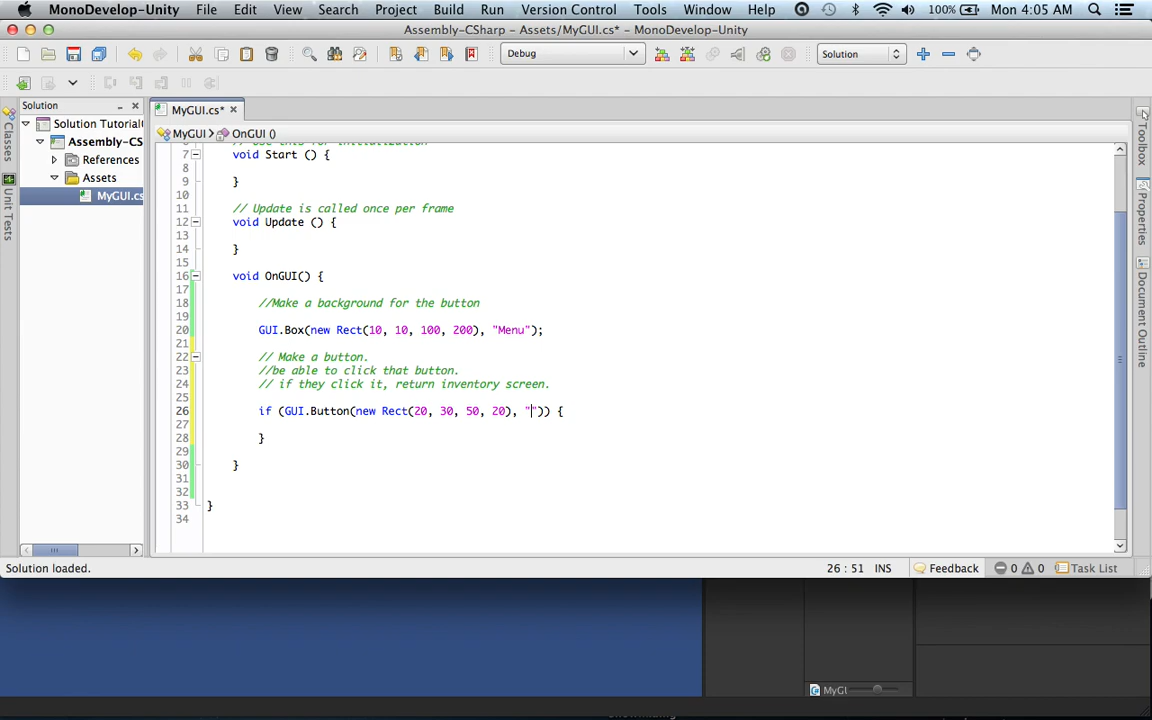 MonoDevelop-Unity File Edit View Search Project Build Run Version Control Tools Window Help 100% Mon 4:05 AM
Assembly-CSharp - Assets/MyGUI.cs* - MonoDevelop-Unity
Debug Solution
Solution MyGUI.cs*
MyGUI OnGUI ()
Classes
Unit Tests
Solution Tutorial
Assembly-CS
References
Assets
MyGUI.cs
// Use this for initialization
7 void Start () {
8
9 }
10
11 // Update is called once per frame
12 void Update () {
13
14 }
15
16 void OnGUI() {
17
18 //Make a background for the button
19
20 GUI.Box(new Rect(10, 10, 100, 200), "Menu");
21
22 // Make a button.
23 //be able to click that button.
24 // if they click it, return inventory screen.
25
26 if (GUI.Button(new Rect(20, 30, 50, 20), "")) {
27
28 }
29
30 }
31
32
33 }
34
Toolbox
Properties
Document Outline
Solution loaded. 26 : 51 INS Feedback 0 0 Task List
MyGU